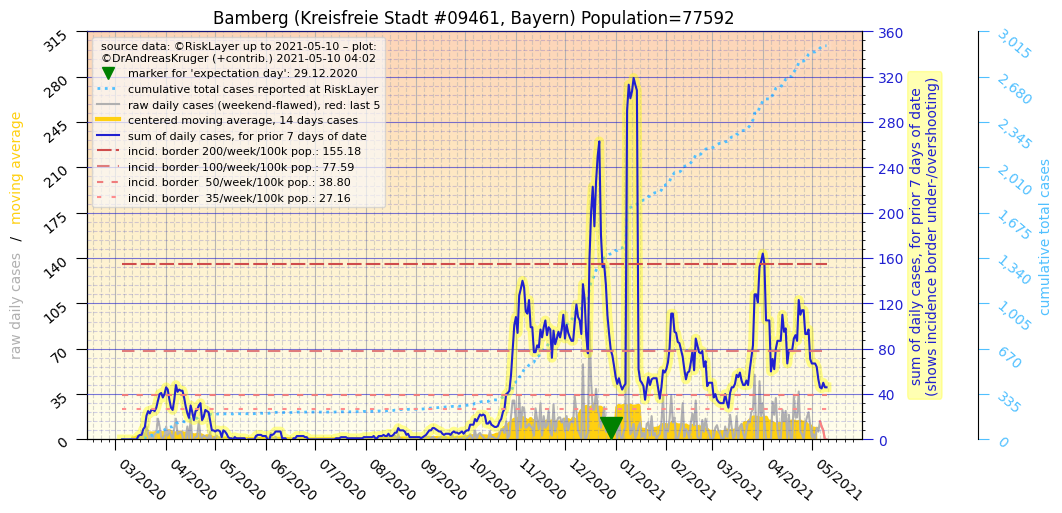 Bamberg (Kreisfreie Stadt #09461, Bayern) Population=77592
source data: ©RiskLayer up to 2021-05-10 – plot:
©DrAndreasKruger (+contrib.) 2021-05-10 04:02
marker for 'expectation day': 29.12.2020
cumulative total cases reported at RiskLayer
raw daily cases (weekend-flawed), red: last 5
centered moving average, 14 days cases
sum of daily cases, for prior 7 days of date
incid. border 200/week/100k pop.: 155.18
incid. border 100/week/100k pop.: 77.59
incid. border  50/week/100k pop.: 38.80
incid. border  35/week/100k pop.: 27.16
raw daily cases  /  moving average
315
280
245
210
175
140
105
70
35
0
03/2020
04/2020
05/2020
06/2020
07/2020
08/2020
09/2020
10/2020
11/2020
12/2020
01/2021
02/2021
03/2021
04/2021
05/2021
360
320
280
240
200
160
120
80
40
0
sum of daily cases, for prior 7 days of date
(shows incidence border under-/overshooting)
3,015
2,680
2,345
2,010
1,675
1,340
1,005
670
335
0
cumulative total cases